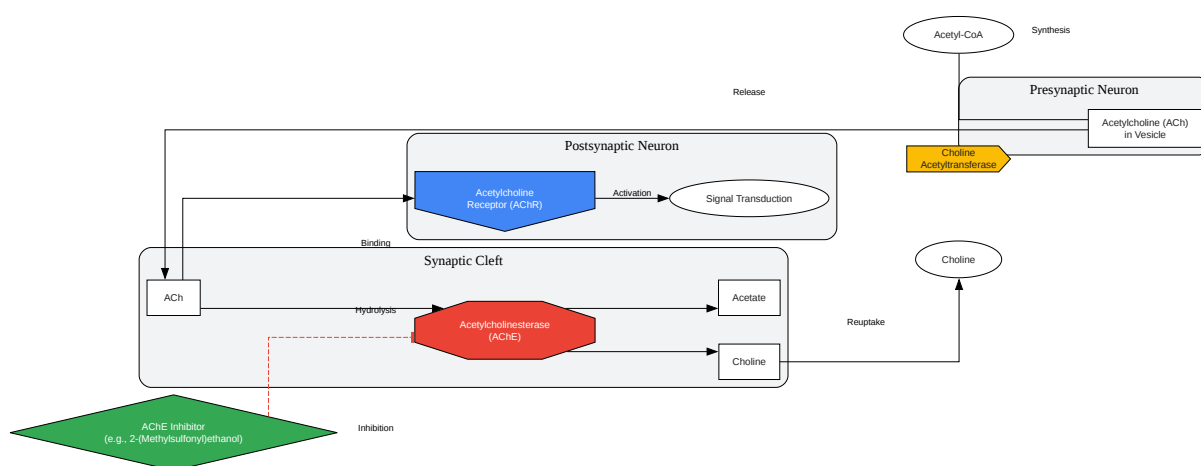 Acetyl-CoA
Synthesis
Presynaptic Neuron
Release
Acetylcholine (ACh)
in Vesicle
Choline
Acetyltransferase
Postsynaptic Neuron
Acetylcholine
Receptor (AChR)
Activation
Signal Transduction
Binding
Synaptic Cleft
Choline
ACh
Hydrolysis
Acetylcholinesterase
(AChE)
Acetate
Choline
Reuptake
AChE Inhibitor
(e.g., 2-(Methylsulfonyl)ethanol)
Inhibition